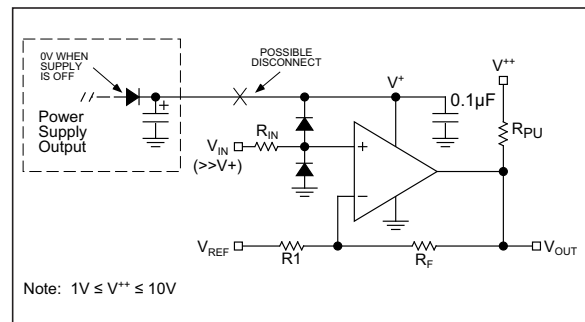 0V WHEN
SUPPLY
IS OFF
POSSIBLE
DISCONNECT
V+
V++
+
Power
Supply
Output
0.1µF
RPU
RIN
VIN
(>>V+)
+
−
VREF
R1
RF
VOUT
Note: 1V ≤ V++ ≤ 10V